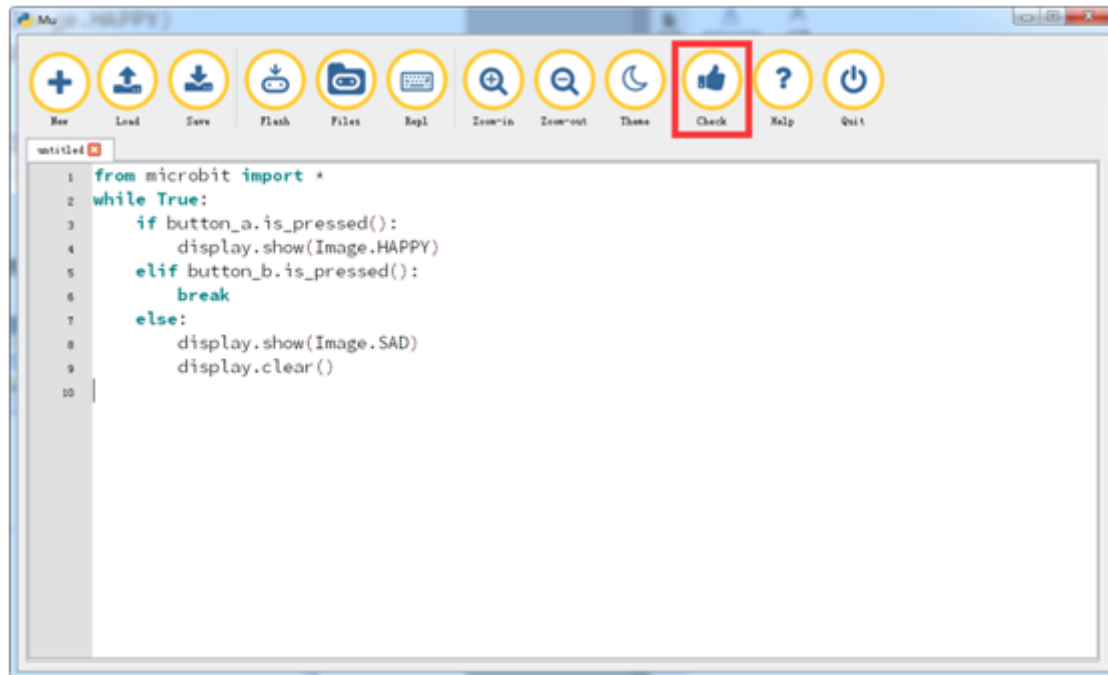 Mu
New Load Save Flash Files Repl Zoom-in Zoom-out Theme Check Help Quit
untitled
1 from microbit import *
2 while True:
3     if button_a.is_pressed():
4         display.show(Image.HAPPY)
5     elif button_b.is_pressed():
6         break
7     else:
8         display.show(Image.SAD)
9         display.clear()
10